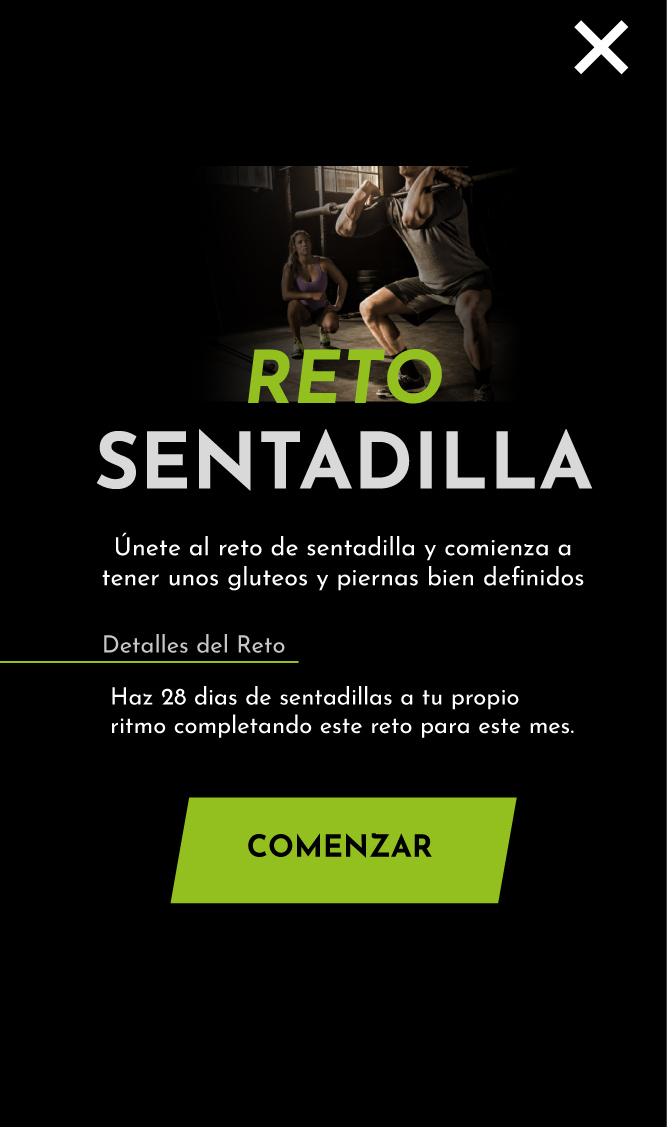 RETO
SENTADILLA
Únete al reto de sentadilla y comienza a
tener unos gluteos y piernas bien definidos
Detalles del Reto
Haz 28 dias de sentadillas a tu propio
ritmo completando este reto para este mes.
COMENZAR